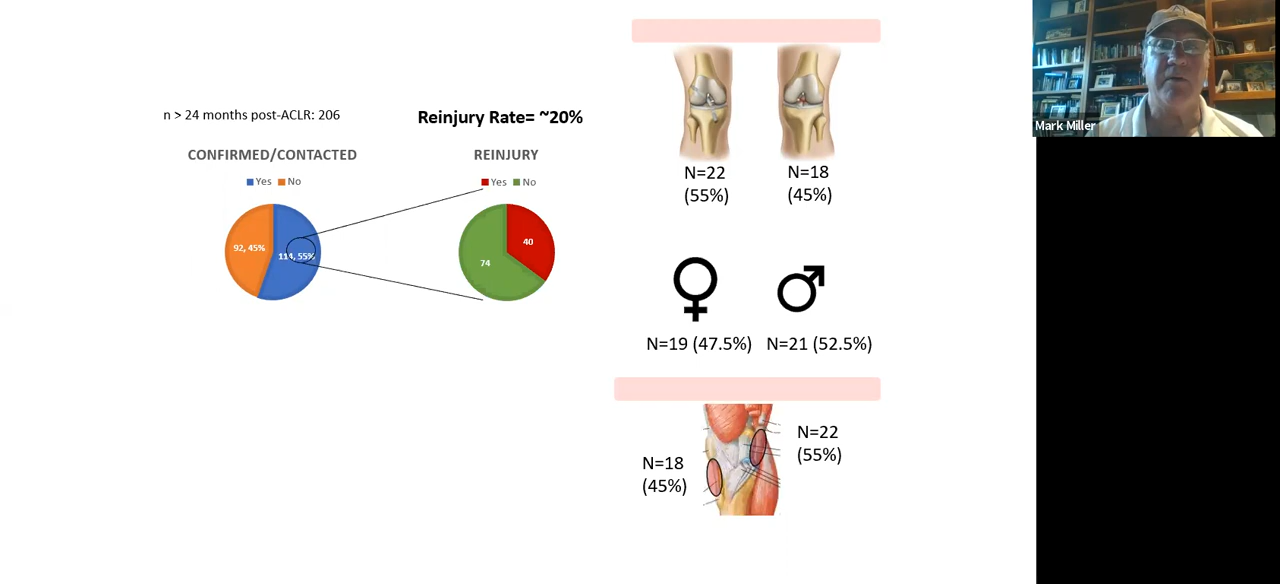 n > 24 months post-ACLR: 206
Reinjury Rate= ~20%
CONFIRMED/CONTACTED
Yes No
92, 45%
114, 55%
REINJURY
Yes No
40
74
N=22
(55%)
N=18
(45%)
N=19 (47.5%)
N=21 (52.5%)
N=22
(55%)
N=18
(45%)
Mark Miller